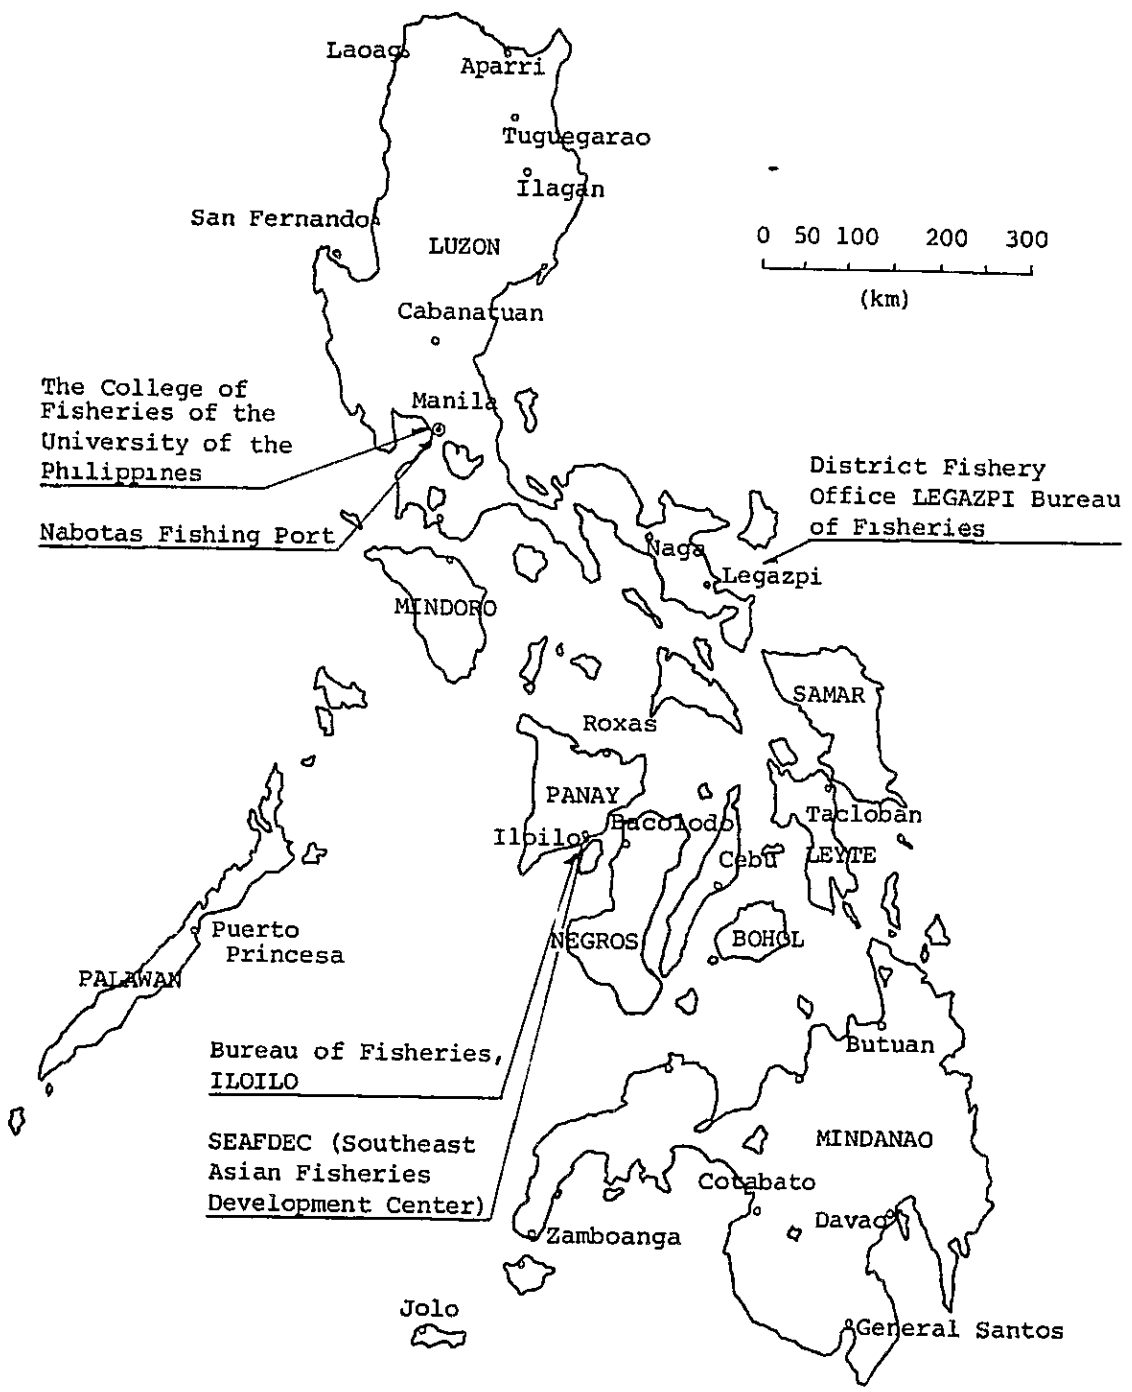 Laoag
Aparri
Tuguegarao
Ilagan
San Fernando
LUZON
0 50 100 200 300
(km)
Cabanatuan
The College of
Fisheries of the
University of the
Philippines
Manila
District Fishery
Office LEGAZPI Bureau
of Fisheries
Nabotas Fishing Port
Naga
Legazpi
MINDORO
SAMAR
Roxas
PANAY
Bacolodo
Tacloban
Iloilo
Cebu
LEYTE
Puerto
Princesa
NEGROS
BOHOL
PALAWAN
Bureau of Fisheries,
ILOILO
Butuan
SEAFDEC (Southeast
Asian Fisheries
Development Center)
MINDANAO
Cotabato
Davao
Zamboanga
Jolo
General Santos